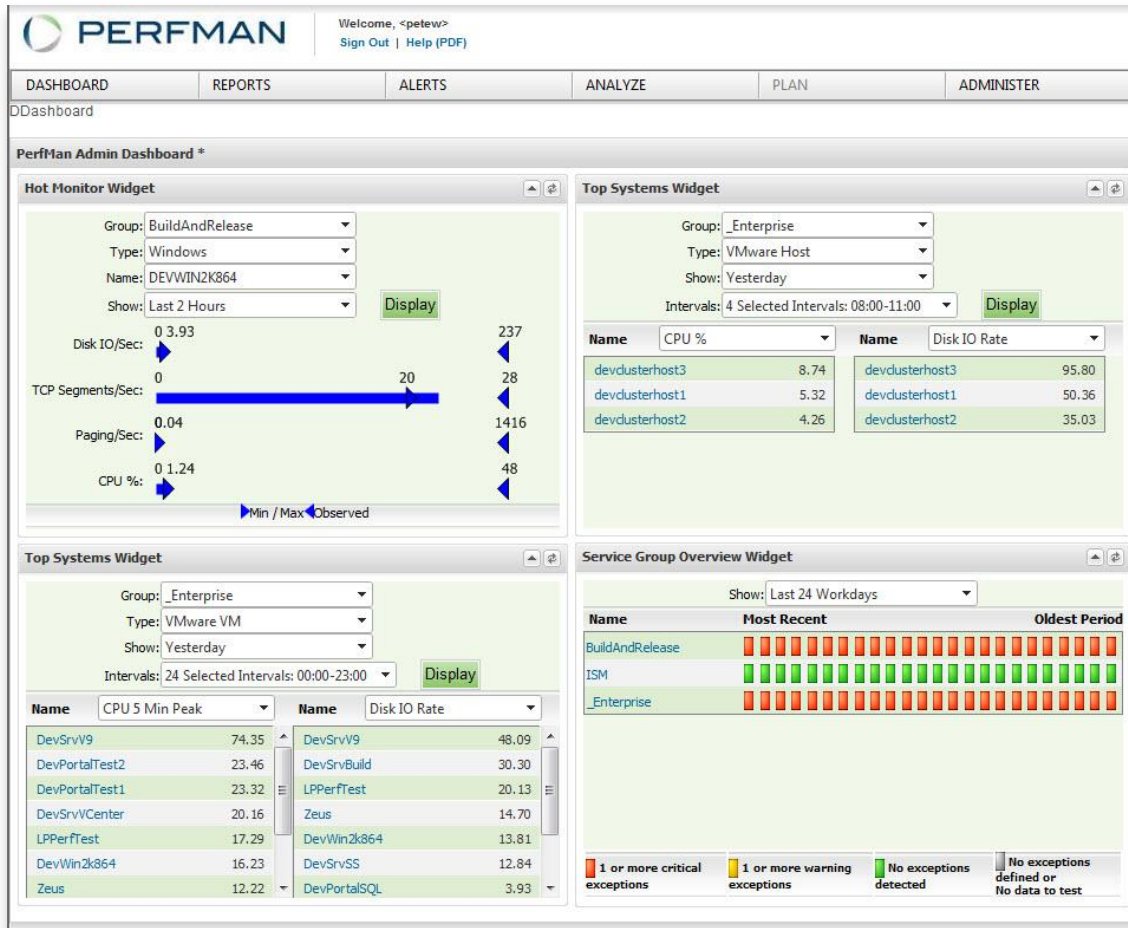 PERFMAN
Welcome, <petew>
Sign Out | Help (PDF)
DASHBOARD REPORTS ALERTS ANALYZE PLAN ADMINISTER
DDashboard
PerfMan Admin Dashboard *
Hot Monitor Widget
Group: BuildAndRelease
Type: Windows
Name: DEVWIN2K864
Show: Last 2 Hours Display
0 3.93 237
Disk IO/Sec:
0 20 28
TCP Segments/Sec:
0.04 1416
Paging/Sec:
0 1.24 48
CPU %:
Min / Max Observed
Top Systems Widget
Group: _Enterprise
Type: VMware Host
Show: Yesterday
Intervals: 4 Selected Intervals: 08:00-11:00 Display
Name CPU % Name Disk IO Rate
devclusterhost3 8.74 devclusterhost3 95.80
devclusterhost1 5.32 devclusterhost1 50.36
devclusterhost2 4.26 devclusterhost2 35.03
Top Systems Widget
Group: _Enterprise
Type: VMware VM
Show: Yesterday
Intervals: 24 Selected Intervals: 00:00-23:00 Display
Name CPU 5 Min Peak Name Disk IO Rate
DevSrvV9 74.35 DevSrvV9 48.09
DevPortalTest2 23.46 DevSrvBuild 30.30
DevPortalTest1 23.32 LPPerfTest 20.13
DevSrvVCenter 20.16 Zeus 14.70
LPPerfTest 17.29 DevWin2k864 13.81
DevWin2k864 16.23 DevSrvSS 12.84
Zeus 12.22 DevPortalSQL 3.93
Service Group Overview Widget
Show: Last 24 Workdays
Name Most Recent Oldest Period
BuildAndRelease
ISM
_Enterprise
1 or more critical
exceptions
1 or more warning
exceptions
No exceptions
detected
No exceptions
defined or
No data to test